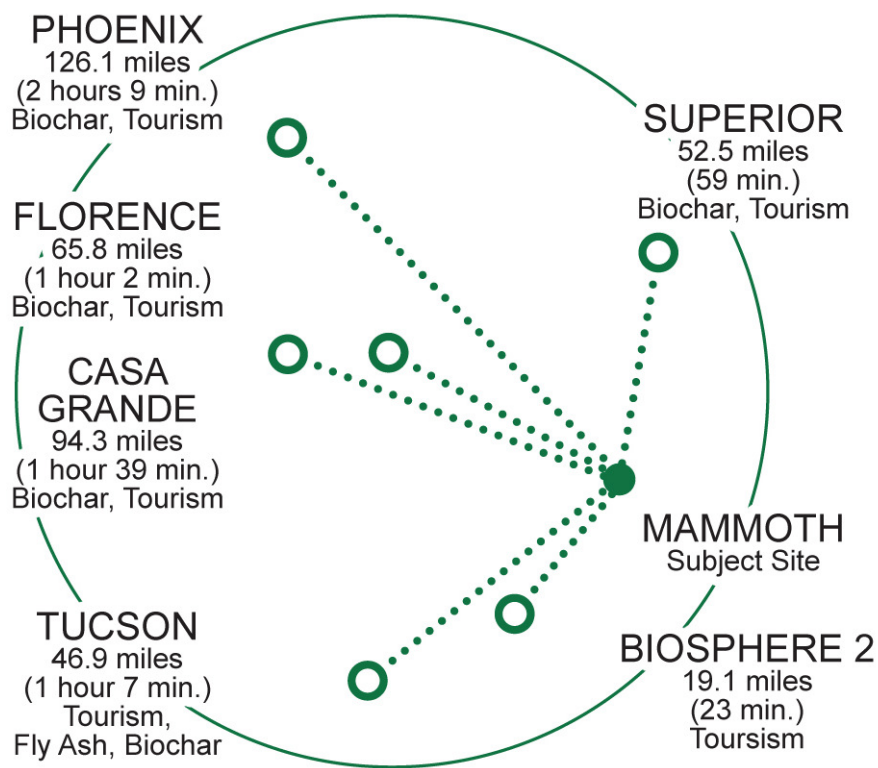 PHOENIX
126.1 miles
(2 hours 9 min.)
Biochar, Tourism
SUPERIOR
52.5 miles
(59 min.)
Biochar, Tourism
FLORENCE
65.8 miles
(1 hour 2 min.)
Biochar, Tourism
CASA
GRANDE
94.3 miles
(1 hour 39 min.)
Biochar, Tourism
MAMMOTH
Subject Site
TUCSON
46.9 miles
(1 hour 7 min.)
Tourism,
Fly Ash, Biochar
BIOSPHERE 2
19.1 miles
(23 min.)
Toursism